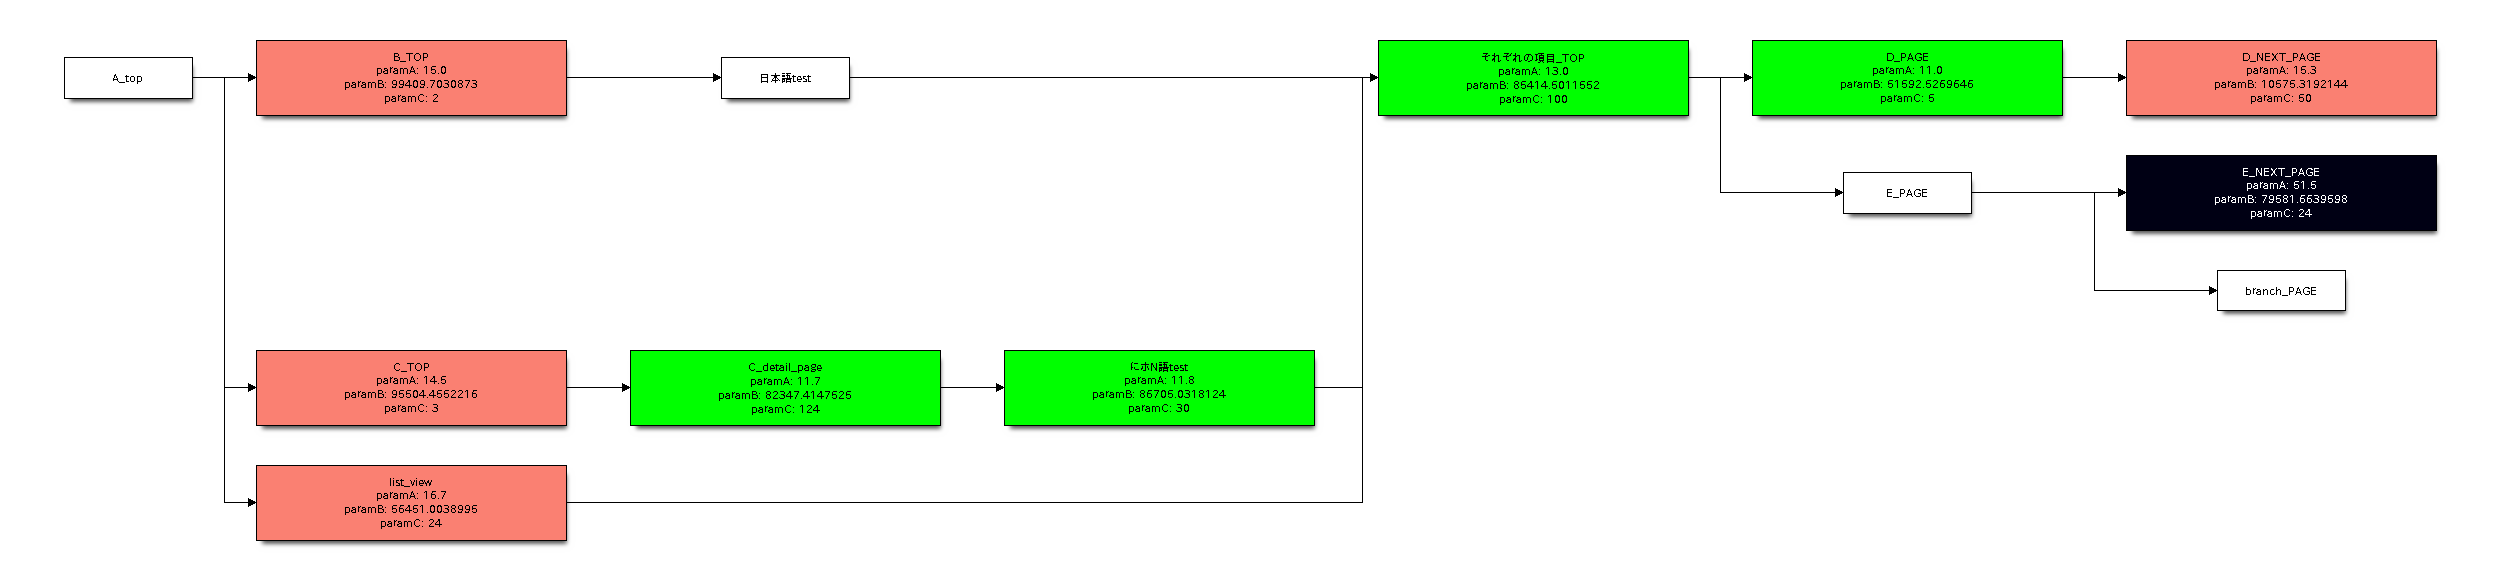 A_top
B_TOP
paramA: 15.0
paramB: 99409.7030873
paramC: 2
日本語test
それぞれの項目_TOP
paramA: 13.0
paramB: 85414.5011552
paramC: 100
D_PAGE
paramA: 11.0
paramB: 51592.5269646
paramC: 5
D_NEXT_PAGE
paramA: 15.3
paramB: 10575.3192144
paramC: 50
E_PAGE
E_NEXT_PAGE
paramA: 51.5
paramB: 79581.6639598
paramC: 24
branch_PAGE
C_TOP
paramA: 14.5
paramB: 95504.4552216
paramC: 3
C_detail_page
paramA: 11.7
paramB: 82347.4147525
paramC: 124
にホN語test
paramA: 11.8
paramB: 86705.0318124
paramC: 30
list_view
paramA: 16.7
paramB: 56451.0038995
paramC: 24